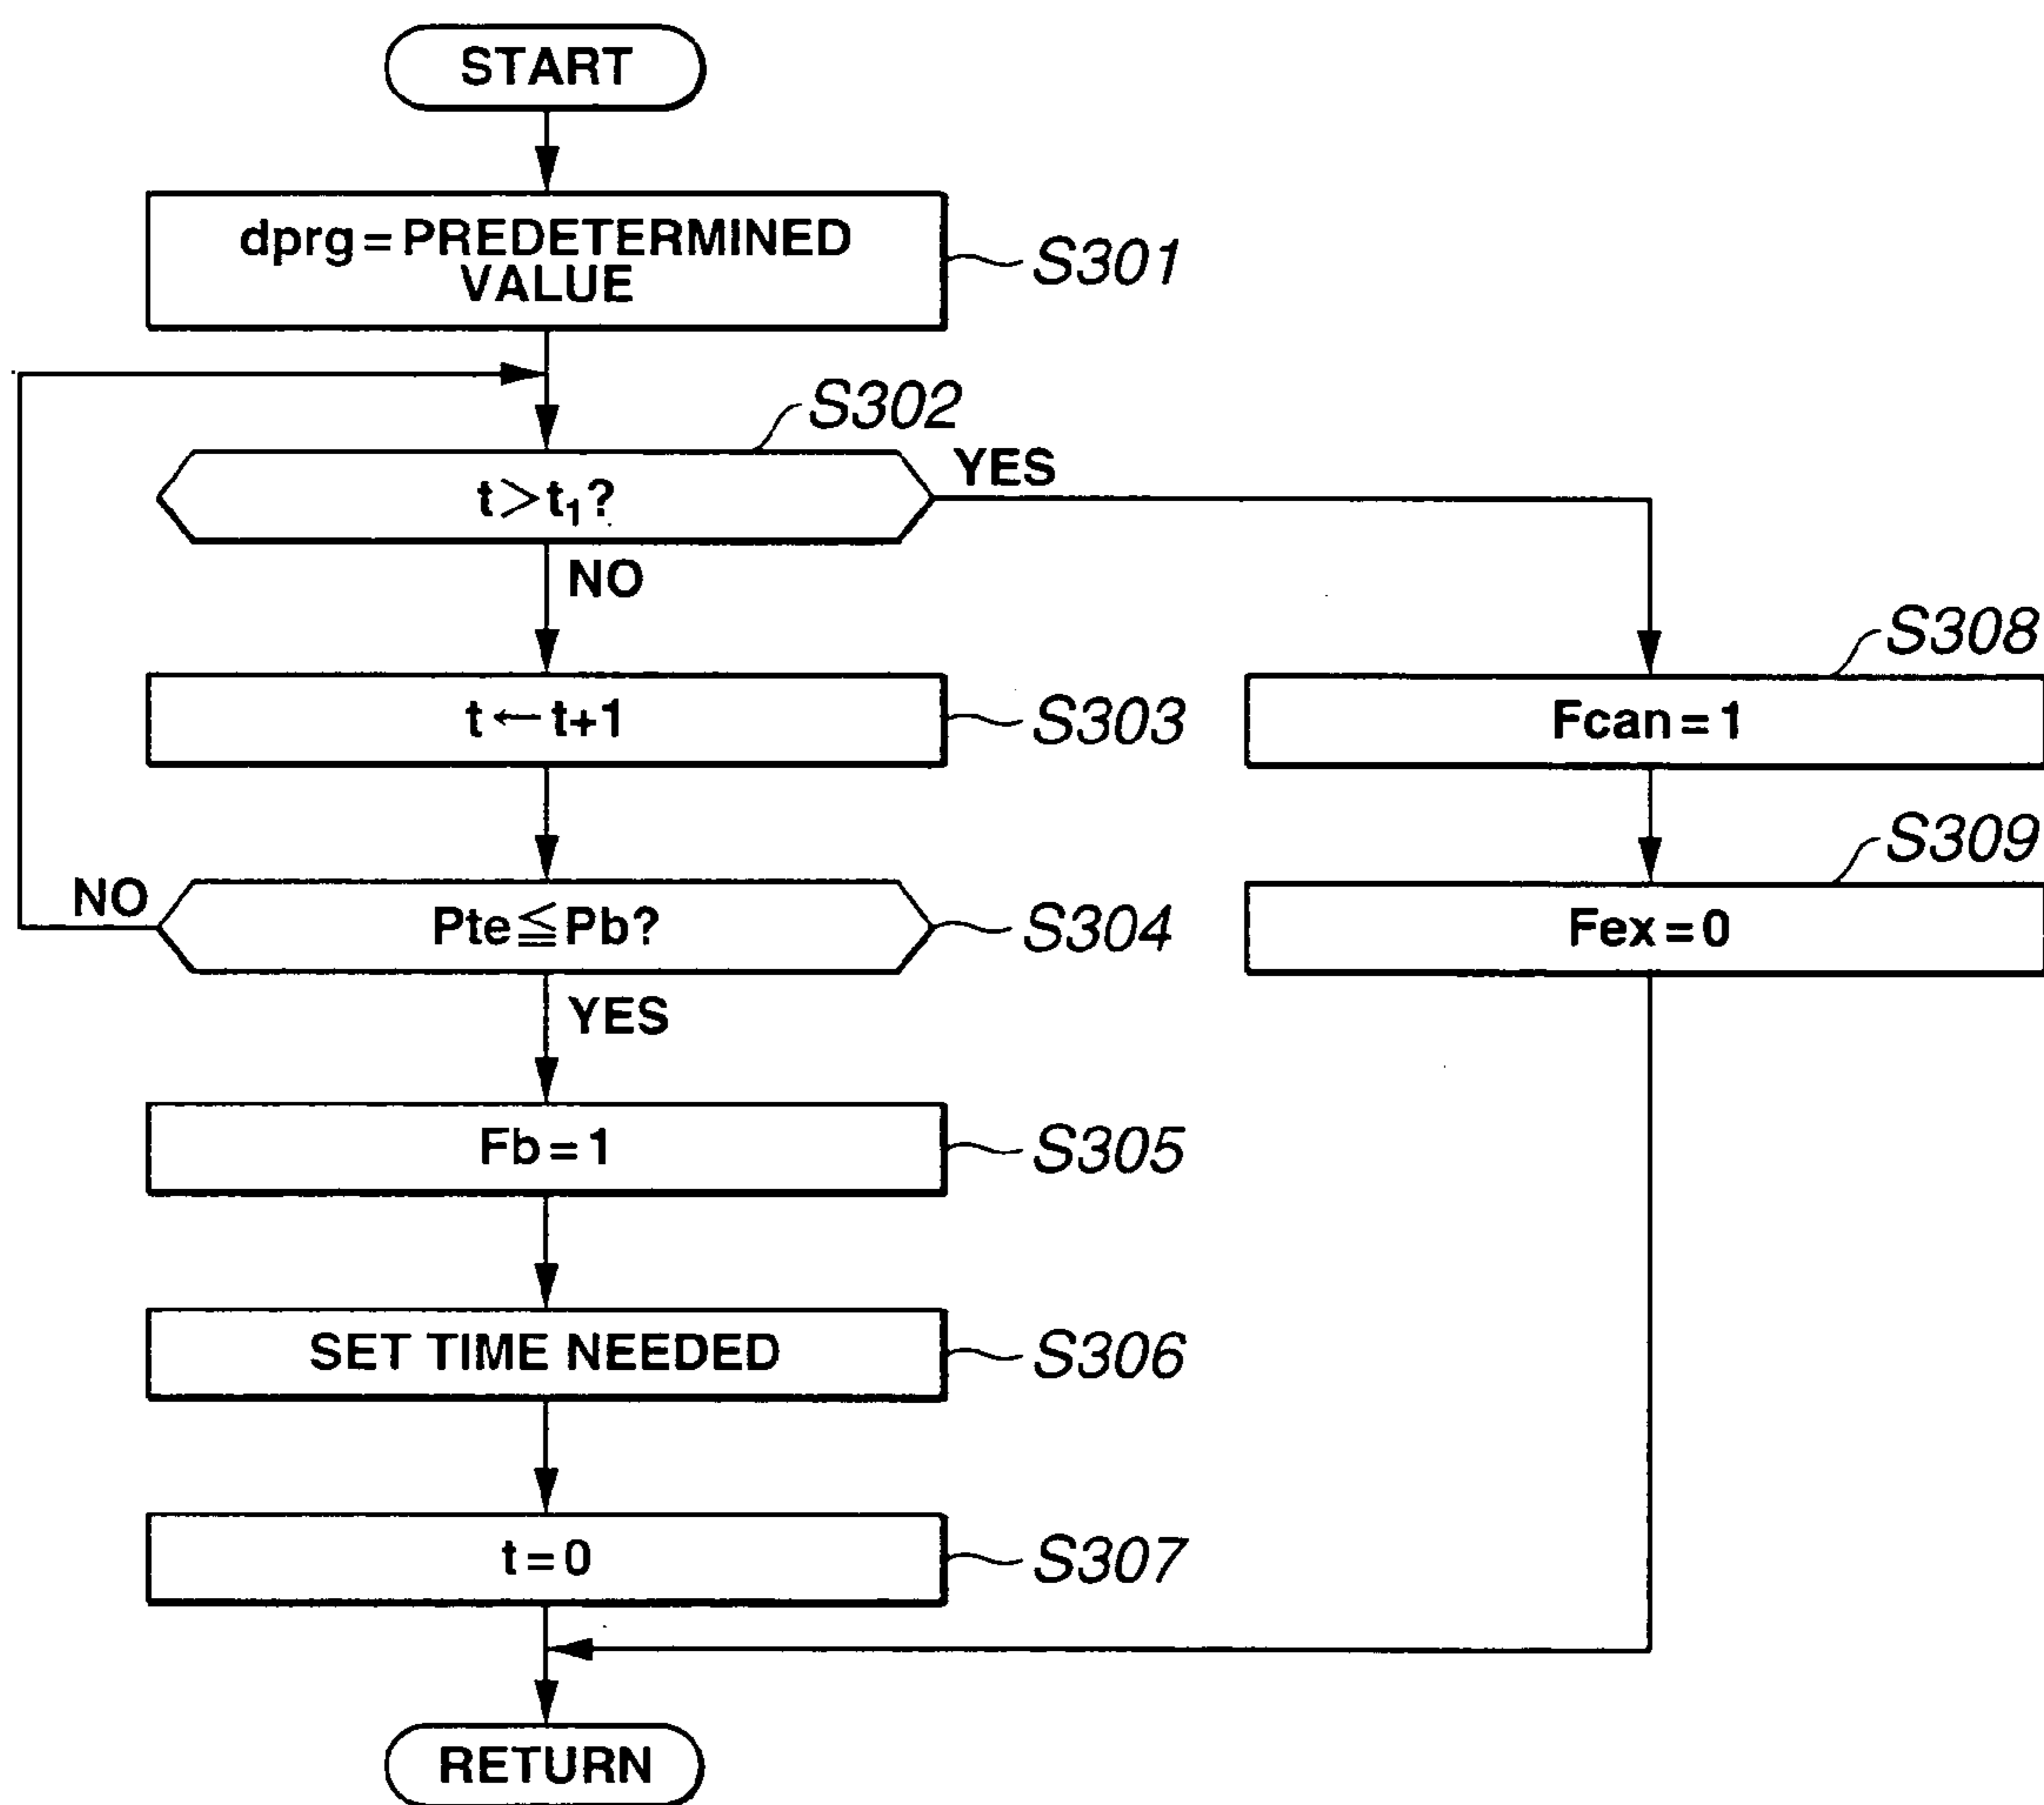 START
dprg=PREDETERMINED
VALUE
S301
S302
t>t₁?
YES
NO
t←t+1
S303
S308
Fcan=1
S309
Fex=0
NO
Pte≦Pb?
S304
YES
Fb=1
S305
SET TIME NEEDED
S306
t=0
S307
RETURN